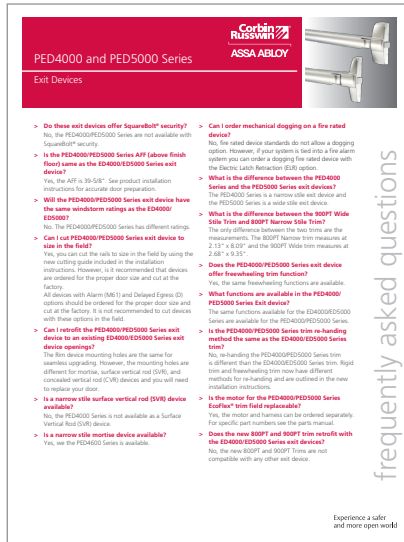 Corbin
Russwin
ASSA ABLOY
PED4000 and PED5000 Series
Exit Devices
> Do these exit devices offer SquareBolt® security?
No, the PED4000/PED5000 Series are not available with
SquareBolt® security.
> Is the PED4000/PED5000 Series AFF (above finish
floor) same as the ED4000/ED5000 Series exit
device?
Yes, the AFF is 39-5/8". See product installation
instructions for accurate door preparation.
> Will the PED4000/PED5000 Series exit device have
the same windstorm ratings as the ED4000/
ED5000?
No. The PED4000/PED5000 Series has different ratings.
> Can I cut PED4000/PED5000 Series exit device to
size in the field?
Yes, you can cut the rails to size in the field by using the
new cutting guide included in the installation
instructions. However, is it recommended that devices
are ordered for the proper door size and cut at the
factory.
All devices with Alarm (M61) and Delayed Egress (D)
options should be ordered for the proper door size and
cut at the factory. It is not recommended to cut devices
with these options in the field.
> Can I retrofit the PED4000/PED5000 Series exit
device to an existing ED4000/ED5000 Series exit
device openings?
The Rim device mounting holes are the same for
seamless upgrading. However, the mounting holes are
different for mortise, surface vertical rod (SVR), and
concealed vertical rod (CVR) devices and you will need
to replace your door.
> Is a narrow stile surface vertical rod (SVR) device
available?
No, the PED4000 Series is not available as a Surface
Vertical Rod (SVR) device.
> Is a narrow stile mortise device available?
Yes, we the PED4600 Series is available.
> Can I order mechanical dogging on a fire rated
device?
No, fire rated device standards do not allow a dogging
option. However, if your system is tied into a fire alarm
system you can order a dogging fire rated device with
the Electric Latch Retraction (ELR) option.
> What is the difference between the PED4000
Series and the PED5000 Series exit devices?
The PED4000 Series is a narrow stile exit device and
the PED5000 Series is a wide stile exit device.
> What is the difference between the 900PT Wide
Stile Trim and 800PT Narrow Stile Trim?
The only difference between the two trims are the
measurements. The 800PT Narrow trim measures at
2.13" x 8.09" and the 900PT Wide trim measures at
2.68" x 9.35".
> Does the PED4000/PED5000 Series exit device
offer freewheeling trim function?
Yes, the same freewheeling functions are available.
> What functions are available in the PED4000/
PED5000 Series Exit device?
The same functions available for the ED4000/ED5000
Series are available for the PED4000/PED5000 Series.
> Is the PED4000/PED5000 Series trim re-handing
method the same as the ED4000/ED5000 Series
trim?
No, re-handing the PED4000/PED5000 Series trim
is different than the ED4000/ED5000 Series trim. Rigid
trim and freewheeling trim now have different
methods for re-handing and are outlined in the new
installation instructions.
> Is the motor for the PED4000/PED5000 Series
EcoFlex® trim field replaceable?
Yes, the motor and harness can be ordered separately.
For specific part numbers see the parts manual.
> Does the new 800PT and 900PT trim retrofit with
the ED4000/ED5000 Series exit devices?
No, the new 800PT and 900PT Trims are not
compatible with any other exit device.
frequently asked questions
Experience a safer
and more open world